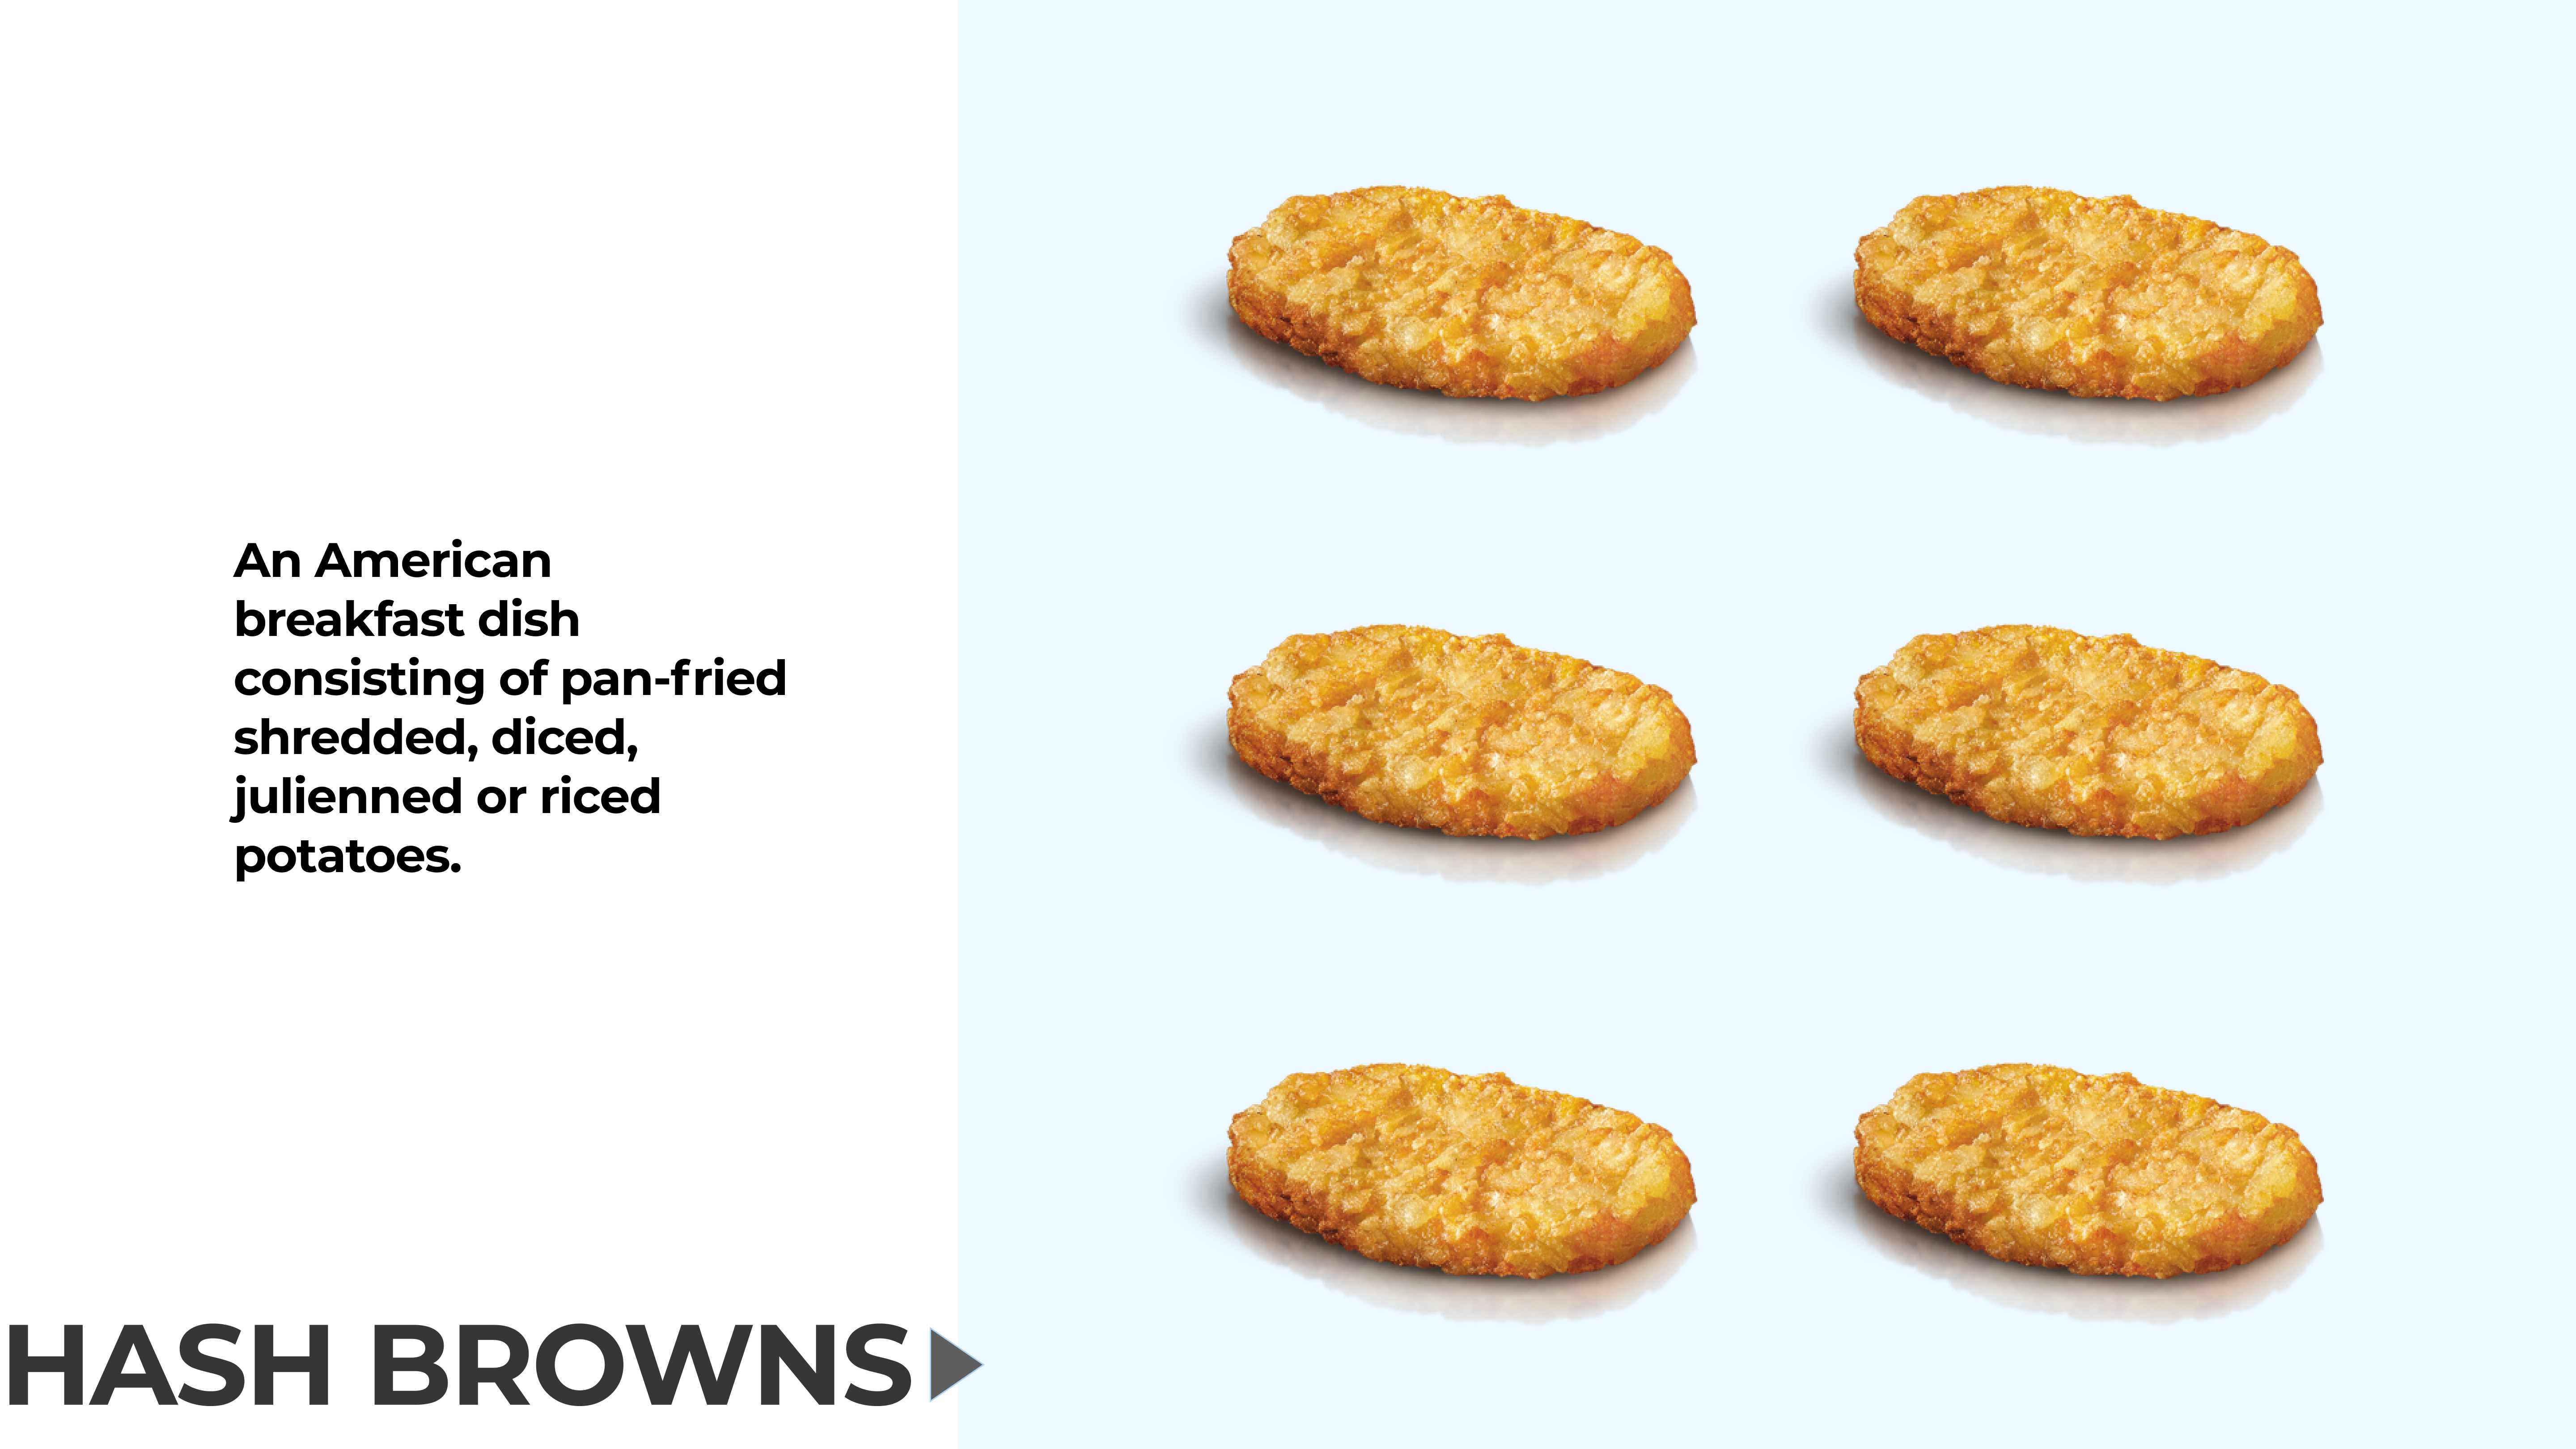 An American
breakfast dish
consisting of pan-fried
shredded, diced,
julienned or riced
potatoes.
HASH BROWNS